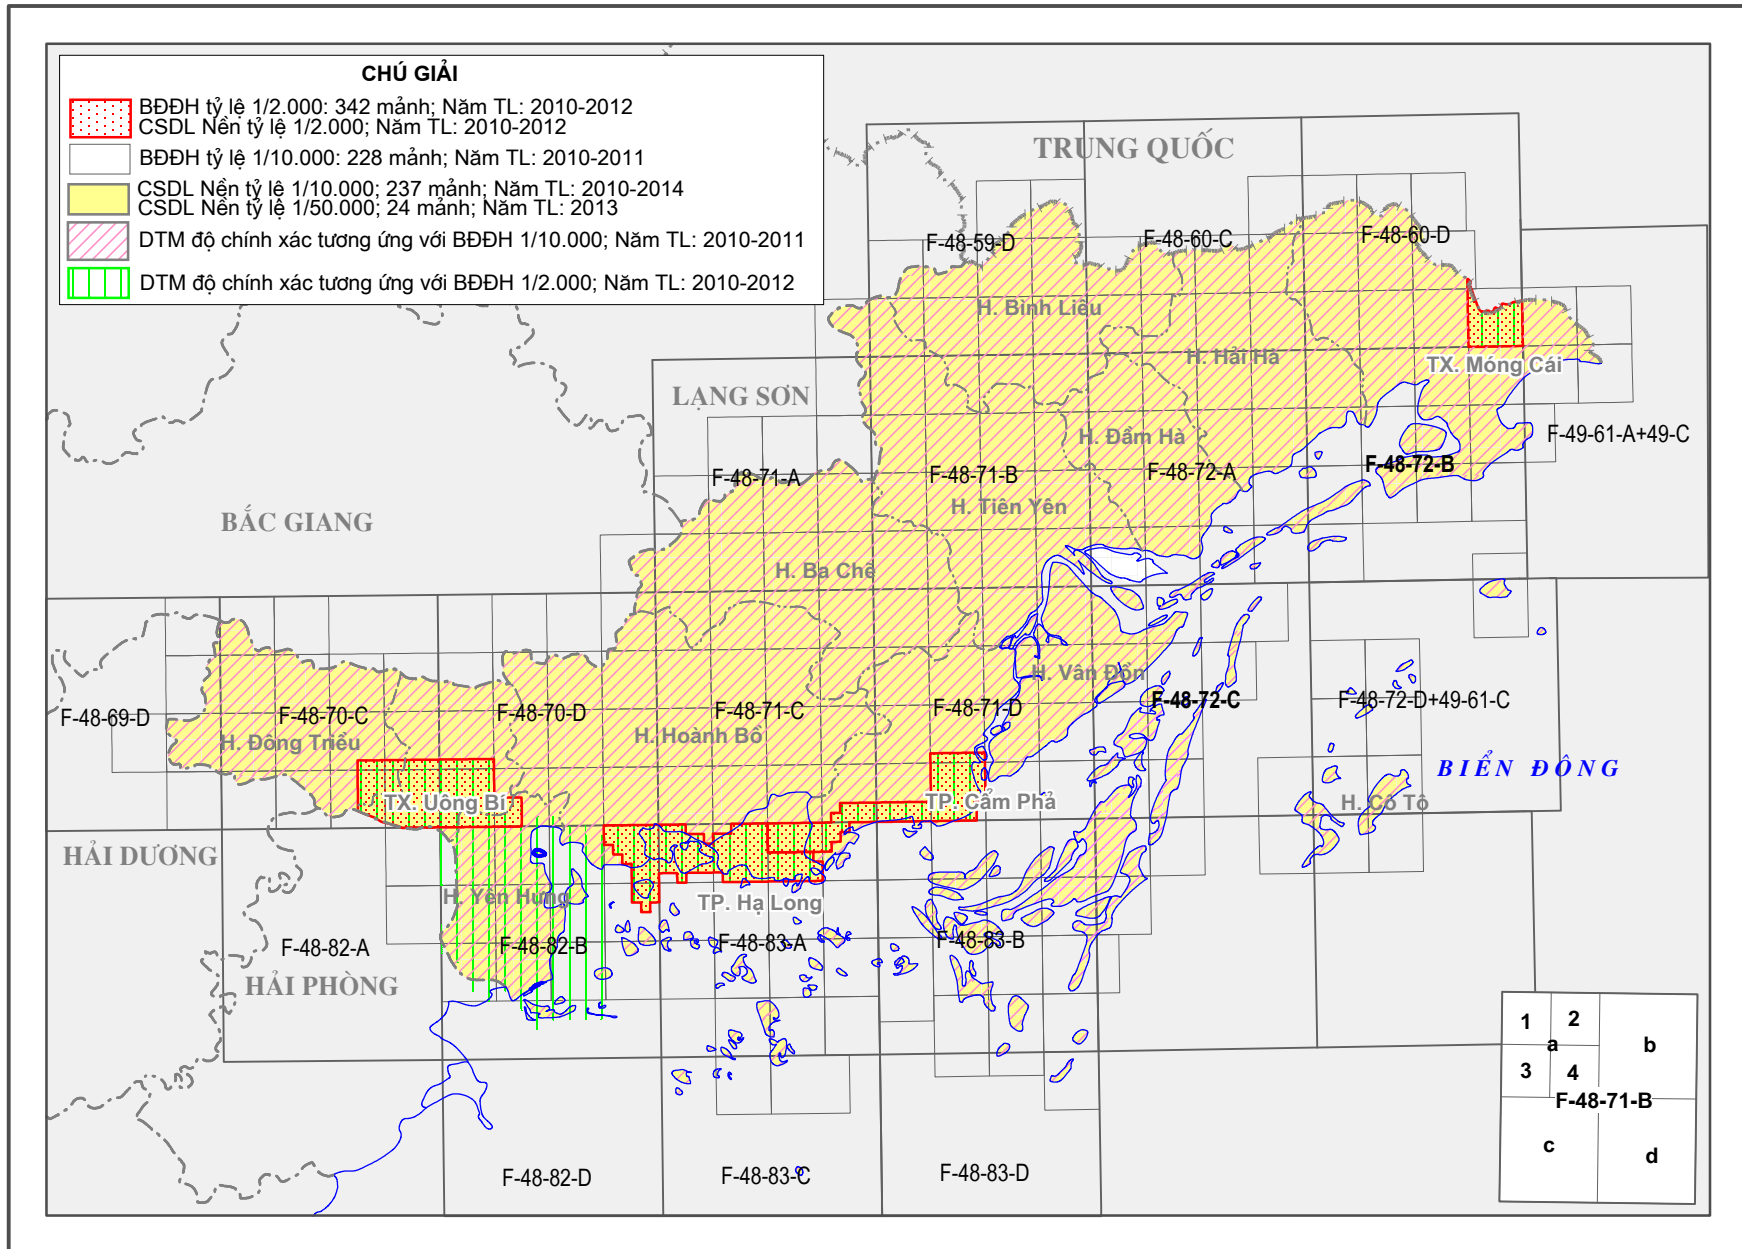 CHÚ GIẢI
BĐĐH tỷ lệ 1/2.000: 342 mảnh; Năm TL: 2010-2012
CSDL Nền tỷ lệ 1/2.000; Năm TL: 2010-2012
BĐĐH tỷ lệ 1/10.000: 228 mảnh; Năm TL: 2010-2011
CSDL Nền tỷ lệ 1/10.000; 237 mảnh; Năm TL: 2010-2014
CSDL Nền tỷ lệ 1/50.000; 24 mảnh; Năm TL: 2013
DTM độ chính xác tương ứng với BĐĐH 1/10.000; Năm TL: 2010-2011
DTM độ chính xác tương ứng với BĐĐH 1/2.000; Năm TL: 2010-2012
TRUNG QUỐC
F-48-59-D
F-48-60-C
F-48-60-D
H. Bình Liêu
H. Hải Hà
TX. Móng Cái
LẠNG SƠN
H. Đầm Hà
F-49-61-A+49-C
F-48-71-A
F-48-71-B
F-48-72-A
F-48-72-B
H. Tiên Yên
BẮC GIANG
H. Ba Chẽ
H. Vân Đồn
F-48-69-D
F-48-70-C
F-48-70-D
F-48-71-C
F-48-71-D
F-48-72-C
F-48-72-D+49-61-C
H. Đông Triều
H. Hoành Bồ
BIỂN ĐÔNG
TX. Uông Bí
TP. Cẩm Phả
H. Cô Tô
HẢI DƯƠNG
H. Yên Hưng
TP. Hạ Long
F-48-82-A
F-48-82-B
F-48-83-A
F-48-83-B
HẢI PHÒNG
1
2
a
b
3
4
F-48-71-B
c
d
F-48-82-D
F-48-83-C
F-48-83-D